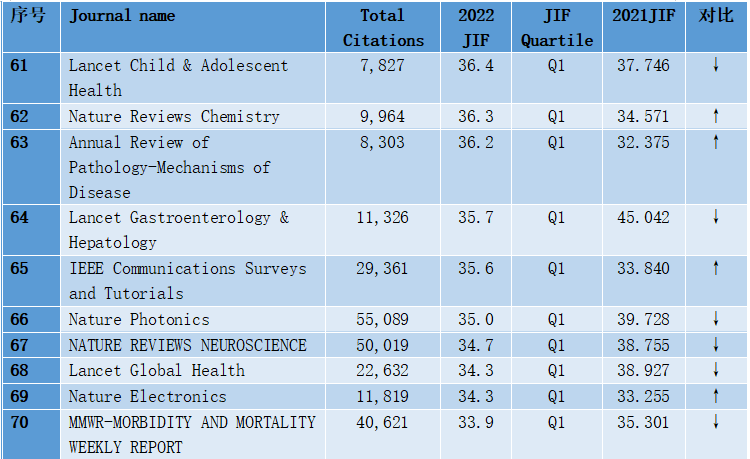 序号 Journal name Total Citations 2022 JIF JIF Quartile 2021JIF 对比
61 Lancet Child & Adolescent Health 7,827 36.4 Q1 37.746 ↓
62 Nature Reviews Chemistry 9,964 36.3 Q1 34.571 ↑
63 Annual Review of Pathology-Mechanisms of Disease 8,303 36.2 Q1 32.375 ↑
64 Lancet Gastroenterology & Hepatology 11,326 35.7 Q1 45.042 ↓
65 IEEE Communications Surveys and Tutorials 29,361 35.6 Q1 33.840 ↑
66 Nature Photonics 55,089 35.0 Q1 39.728 ↓
67 NATURE REVIEWS NEUROSCIENCE 50,019 34.7 Q1 38.755 ↓
68 Lancet Global Health 22,632 34.3 Q1 38.927 ↓
69 Nature Electronics 11,819 34.3 Q1 33.255 ↑
70 MMWR-MORBIDITY AND MORTALITY WEEKLY REPORT 40,621 33.9 Q1 35.301 ↓